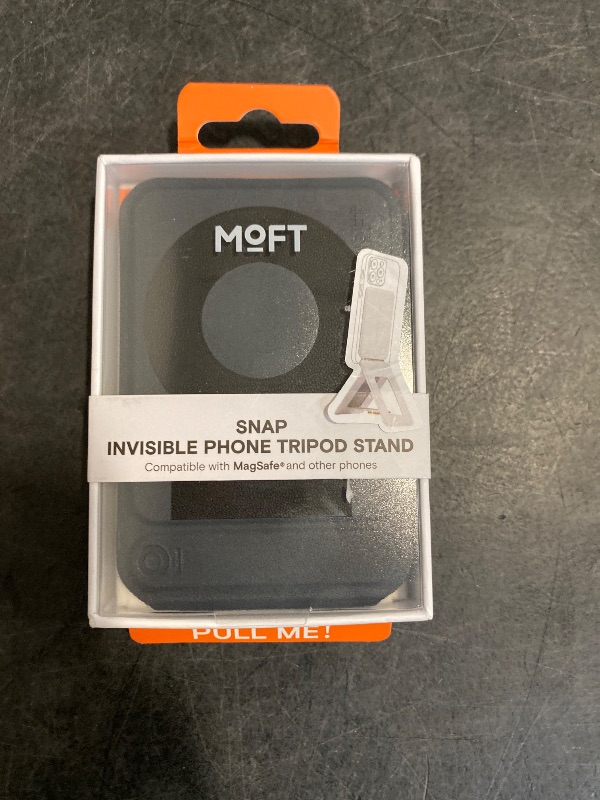 MOFT
SNAP
INVISIBLE PHONE TRIPOD STAND
Compatible with MagSafe® and other phones
PULL ME!